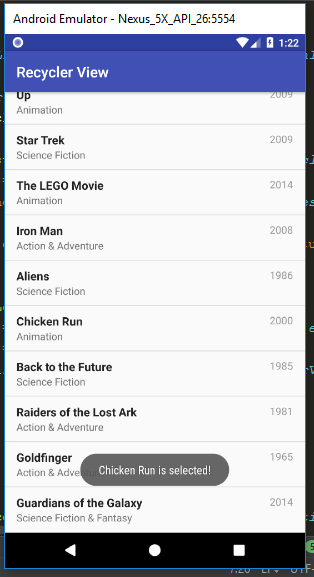 Android Emulator - Nexus_5X_API_26:5554
1:22
Recycler View
Up 2009
Animation
Star Trek 2009
Science Fiction
The LEGO Movie 2014
Animation
Iron Man 2008
Action & Adventure
Aliens 1986
Science Fiction
Chicken Run 2000
Animation
Back to the Future 1985
Science Fiction
Raiders of the Lost Ark 1981
Action & Adventure
Goldfinger 1965
Action & Adve
Chicken Run is selected!
Guardians of the Galaxy 2014
Science Fiction & Fantasy